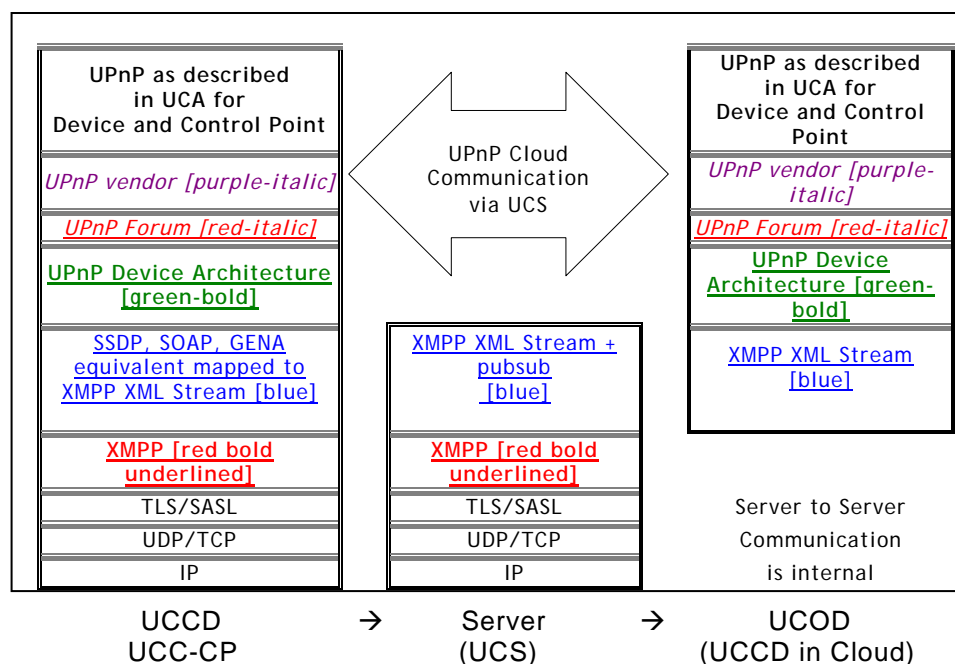 UPnP as described
in UCA for
Device and Control Point
UPnP vendor [purple-italic]
UPnP Forum [red-italic]
UPnP Device Architecture
[green-bold]
SSDP, SOAP, GENA
equivalent mapped to
XMPP XML Stream [blue]
XMPP [red bold
underlined]
TLS/SASL
UDP/TCP
IP
UPnP Cloud
Communication
via UCS
XMPP XML Stream +
pubsub
[blue]
XMPP [red bold
underlined]
TLS/SASL
UDP/TCP
IP
UPnP as described
in UCA for
Device and Control
Point
UPnP vendor [purple-
italic]
UPnP Forum [red-italic]
UPnP Device
Architecture [green-
bold]
XMPP XML Stream
[blue]
Server to Server
Communication
is internal
UCCD → Server → UCOD
UCC-CP (UCS) (UCCD in Cloud)